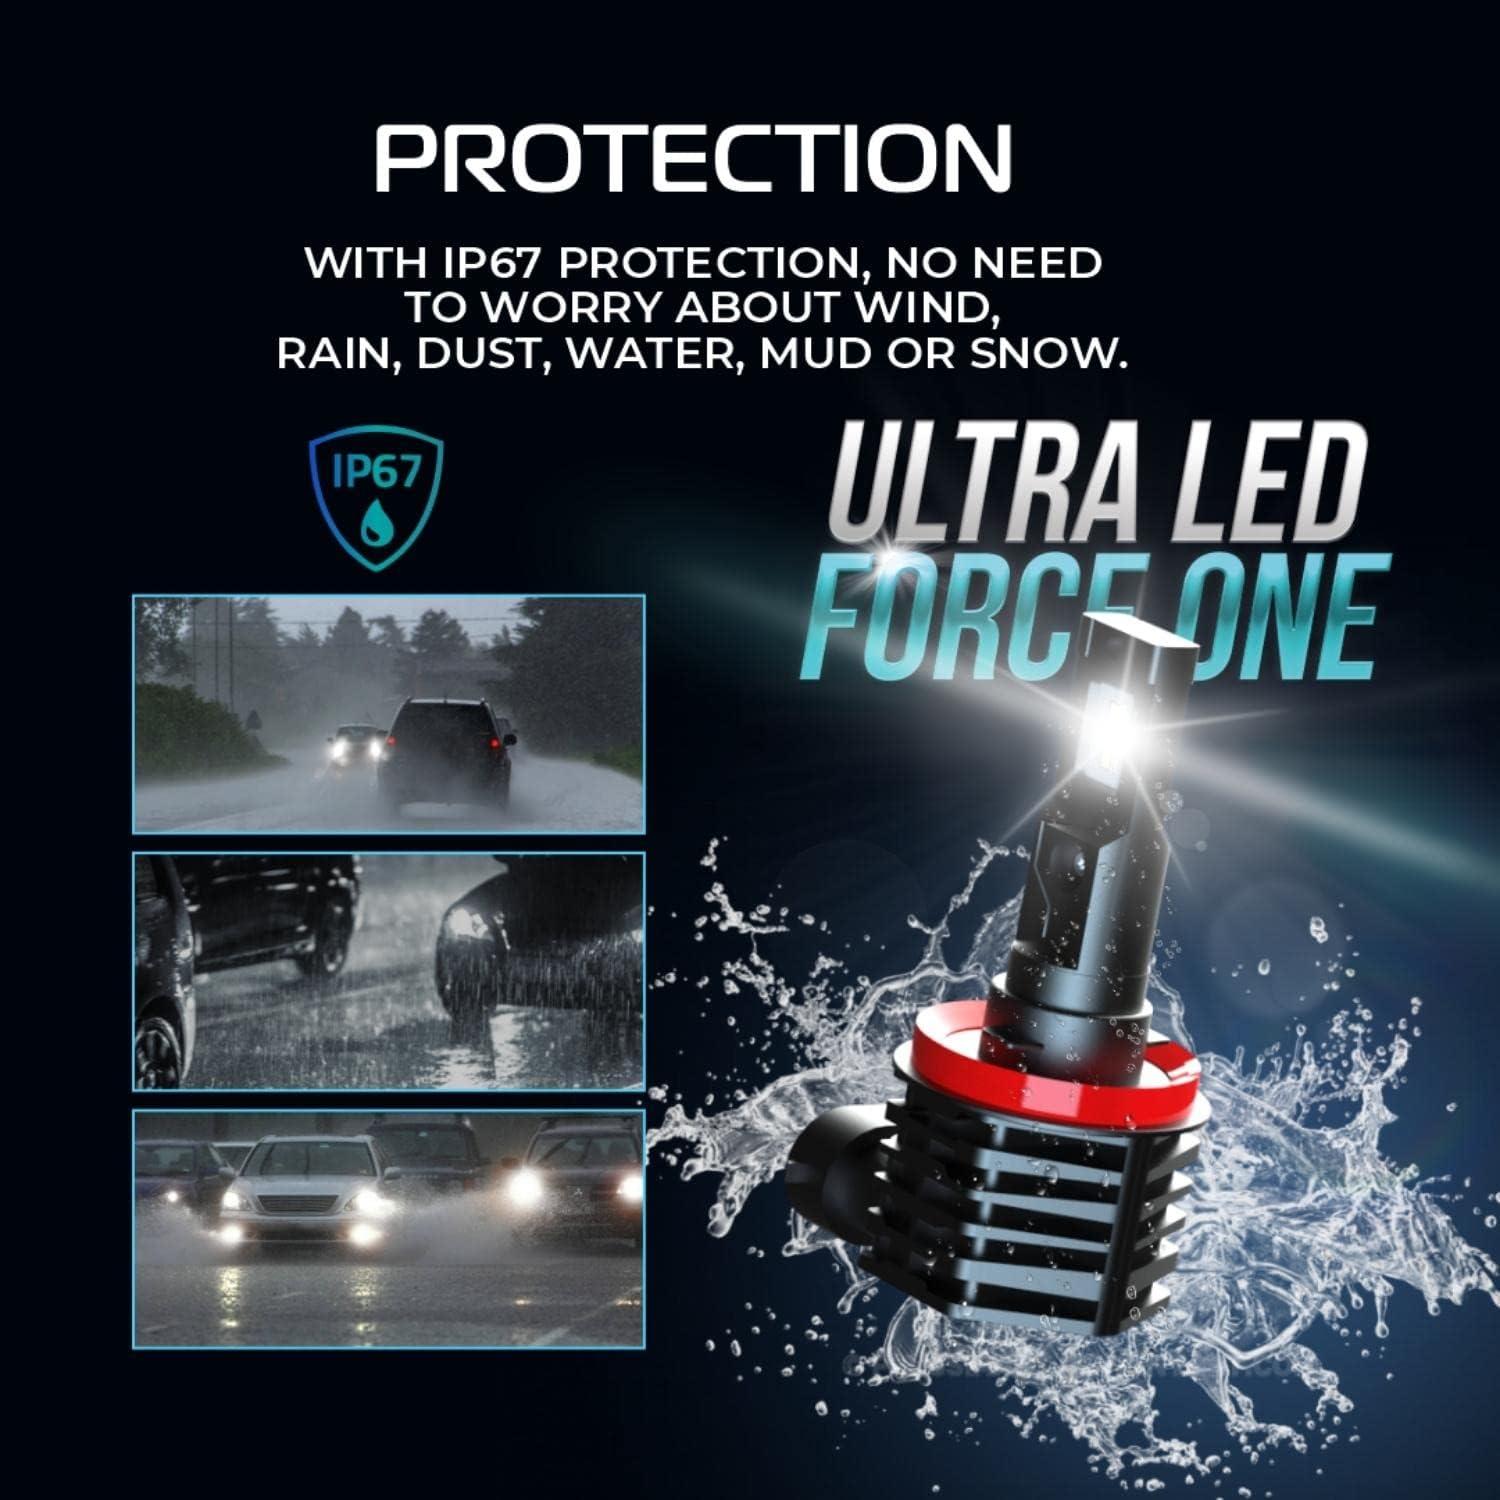 PROTECTION
WITH IP67 PROTECTION, NO NEED
TO WORRY ABOUT WIND,
RAIN, DUST, WATER, MUD OR SNOW.
IP67
ULTRA LED
FORCE ONE